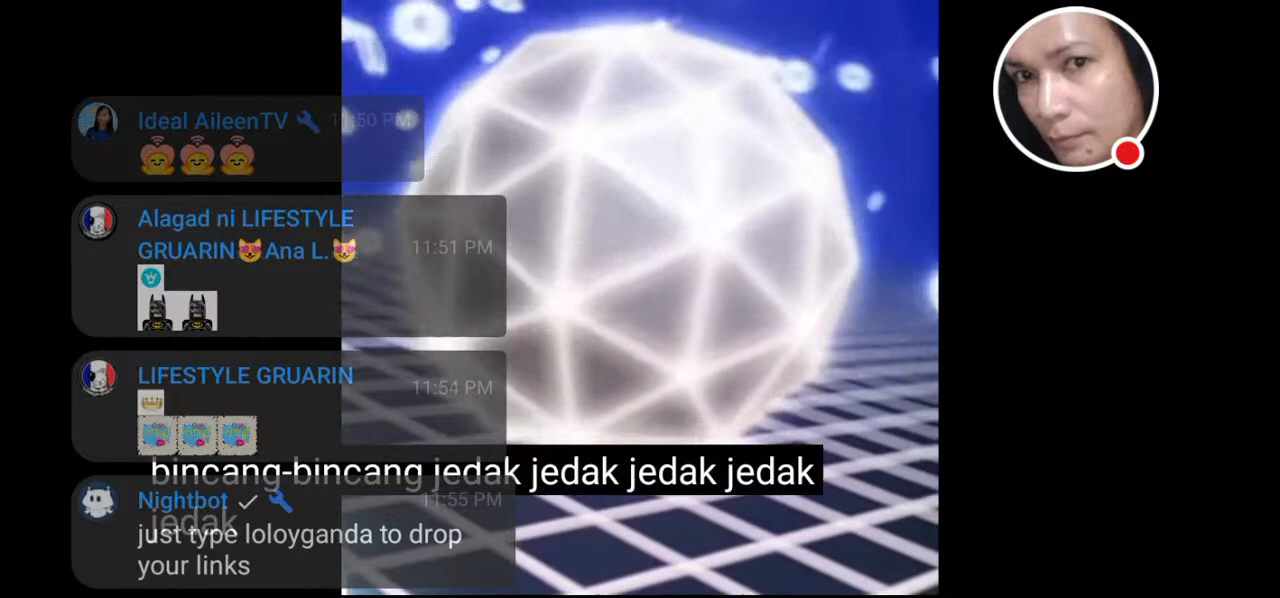 Ideal AileenTV 11:50 PM
Alagad ni LIFESTYLE
GRUARIN😻Ana L.😻 11:51 PM
LIFESTYLE GRUARIN
11:54 PM
bincang-bincang jedak jedak jedak jedak
jedak
Nightbot 11:55 PM
just type loloyganda to drop
your links